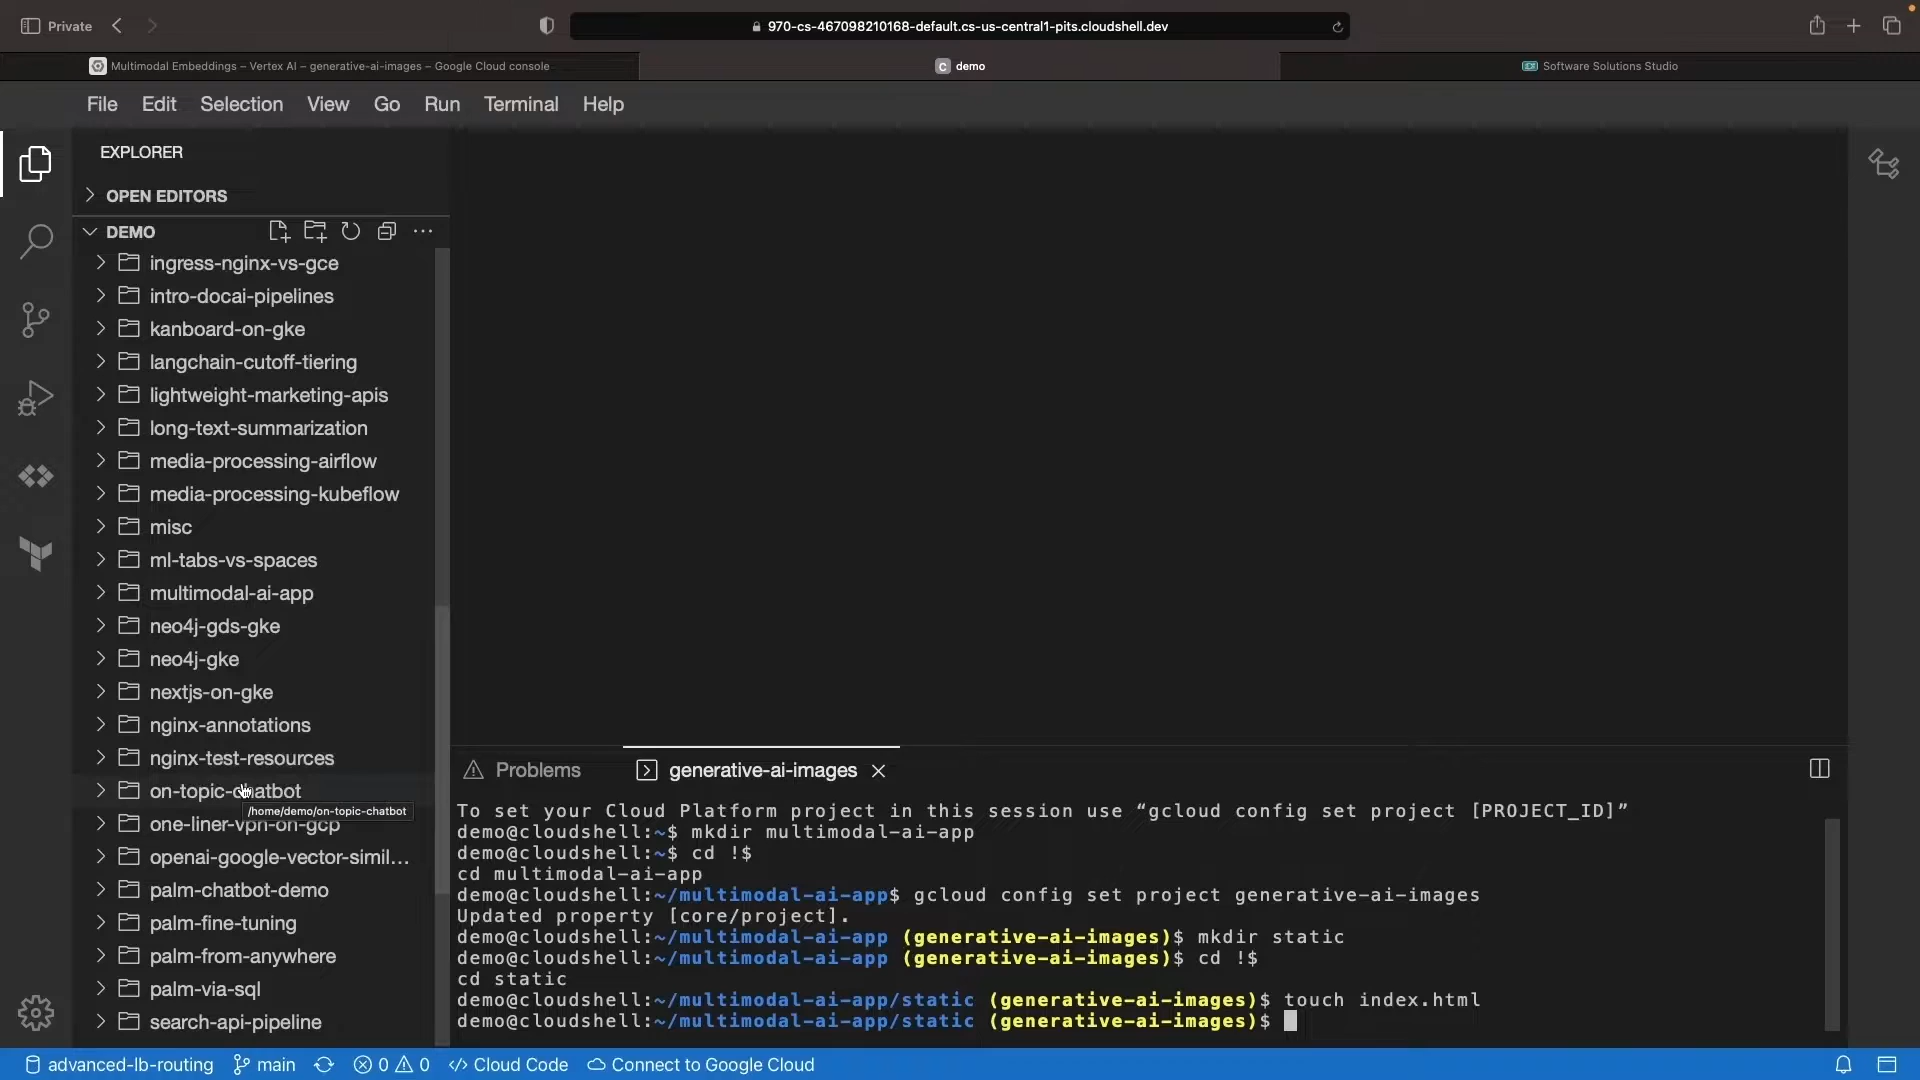 Private
970-cs-467098210168-default.cs-us-central1-pits.cloudshell.dev
Multimodal Embeddings – Vertex AI – generative-ai-images – Google Cloud console
C demo
Software Solutions Studio
File Edit Selection View Go Run Terminal Help
EXPLORER
OPEN EDITORS
DEMO
ingress-nginx-vs-gce
intro-docai-pipelines
kanboard-on-gke
langchain-cutoff-tiering
lightweight-marketing-apis
long-text-summarization
media-processing-airflow
media-processing-kubeflow
misc
ml-tabs-vs-spaces
multimodal-ai-app
neo4j-gds-gke
neo4j-gke
nextjs-on-gke
nginx-annotations
nginx-test-resources
on-topic-chatbot
/home/demo/on-topic-chatbot
one-liner-vpn-on-gcp
openai-google-vector-simil...
palm-chatbot-demo
palm-fine-tuning
palm-from-anywhere
palm-via-sql
search-api-pipeline
Problems
generative-ai-images
To set your Cloud Platform project in this session use “gcloud config set project [PROJECT_ID]”
demo@cloudshell:~$ mkdir multimodal-ai-app
demo@cloudshell:~$ cd !$
cd multimodal-ai-app
demo@cloudshell:~/multimodal-ai-app$ gcloud config set project generative-ai-images
Updated property [core/project].
demo@cloudshell:~/multimodal-ai-app (generative-ai-images)$ mkdir static
demo@cloudshell:~/multimodal-ai-app (generative-ai-images)$ cd !$
cd static
demo@cloudshell:~/multimodal-ai-app/static (generative-ai-images)$ touch index.html
demo@cloudshell:~/multimodal-ai-app/static (generative-ai-images)$
advanced-lb-routing main 0 0 Cloud Code Connect to Google Cloud